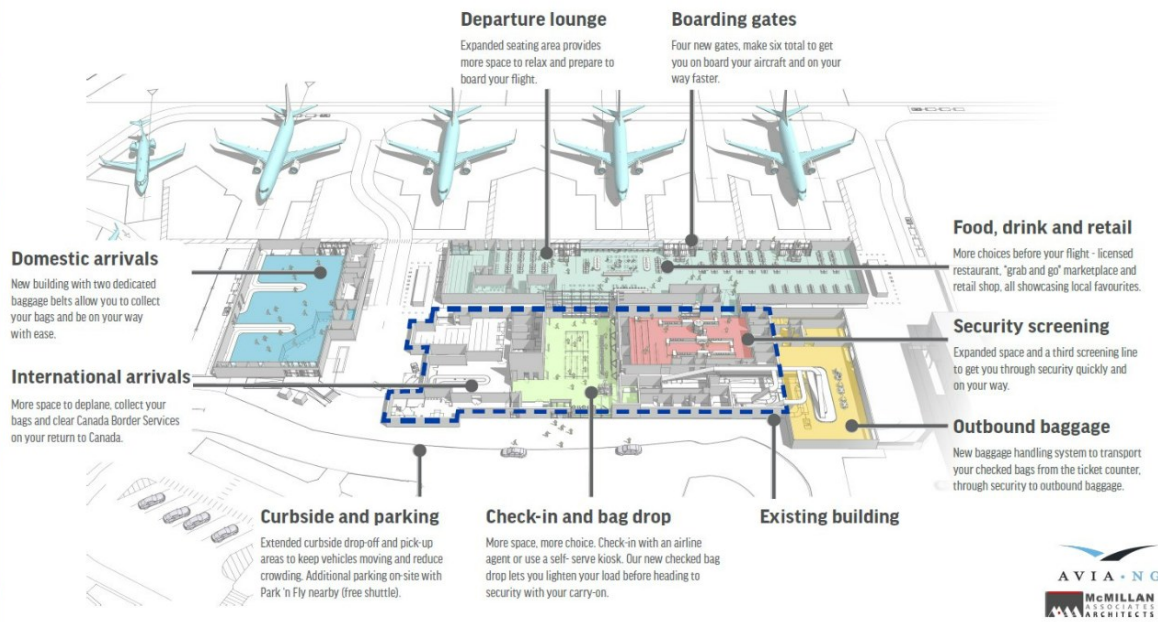 Departure lounge
Expanded seating area provides
more space to relax and prepare to
board your flight.
Boarding gates
Four new gates, make six total to get
you on board your aircraft and on your
way faster.
Domestic arrivals
New building with two dedicated
baggage belts allow you to collect
your bags and be on your way
with ease.
International arrivals
More space to deplane, collect your
bags and clear Canada Border Services
on your return to Canada.
Food, drink and retail
More choices before your flight - licensed
restaurant, "grab and go" marketplace and
retail shop, all showcasing local favourites.
Security screening
Expanded space and a third screening line
to get you through security quickly and
on your way.
Outbound baggage
New baggage handling system to transport
your checked bags from the ticket counter,
through security to outbound baggage.
Curbside and parking
Extended curbside drop-off and pick-up
areas to keep vehicles moving and reduce
crowding. Additional parking on-site with
Park 'n Fly nearby (free shuttle).
Check-in and bag drop
More space, more choice. Check-in with an airline
agent or use a self- serve kiosk. Our new checked bag
drop lets you lighten your load before heading to
security with your carry-on.
Existing building
AVIA • NG
McMILLAN
ASSOCIATES
ARCHITECTS